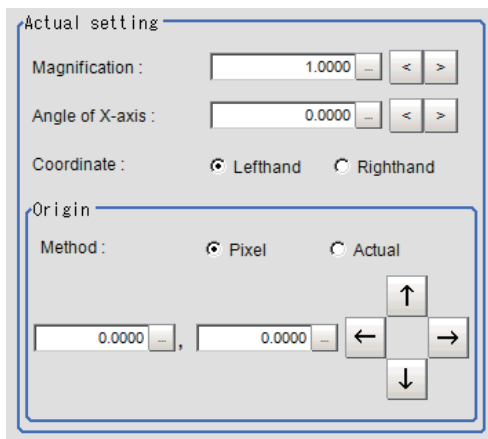 Actual setting
Magnification : 1.0000 ... < >
Angle of X-axis : 0.0000 ... < >
Coordinate : Lefthand Righthand
Origin
Method : Pixel Actual
↑
0.0000 ... , 0.0000 ... ← →
↓